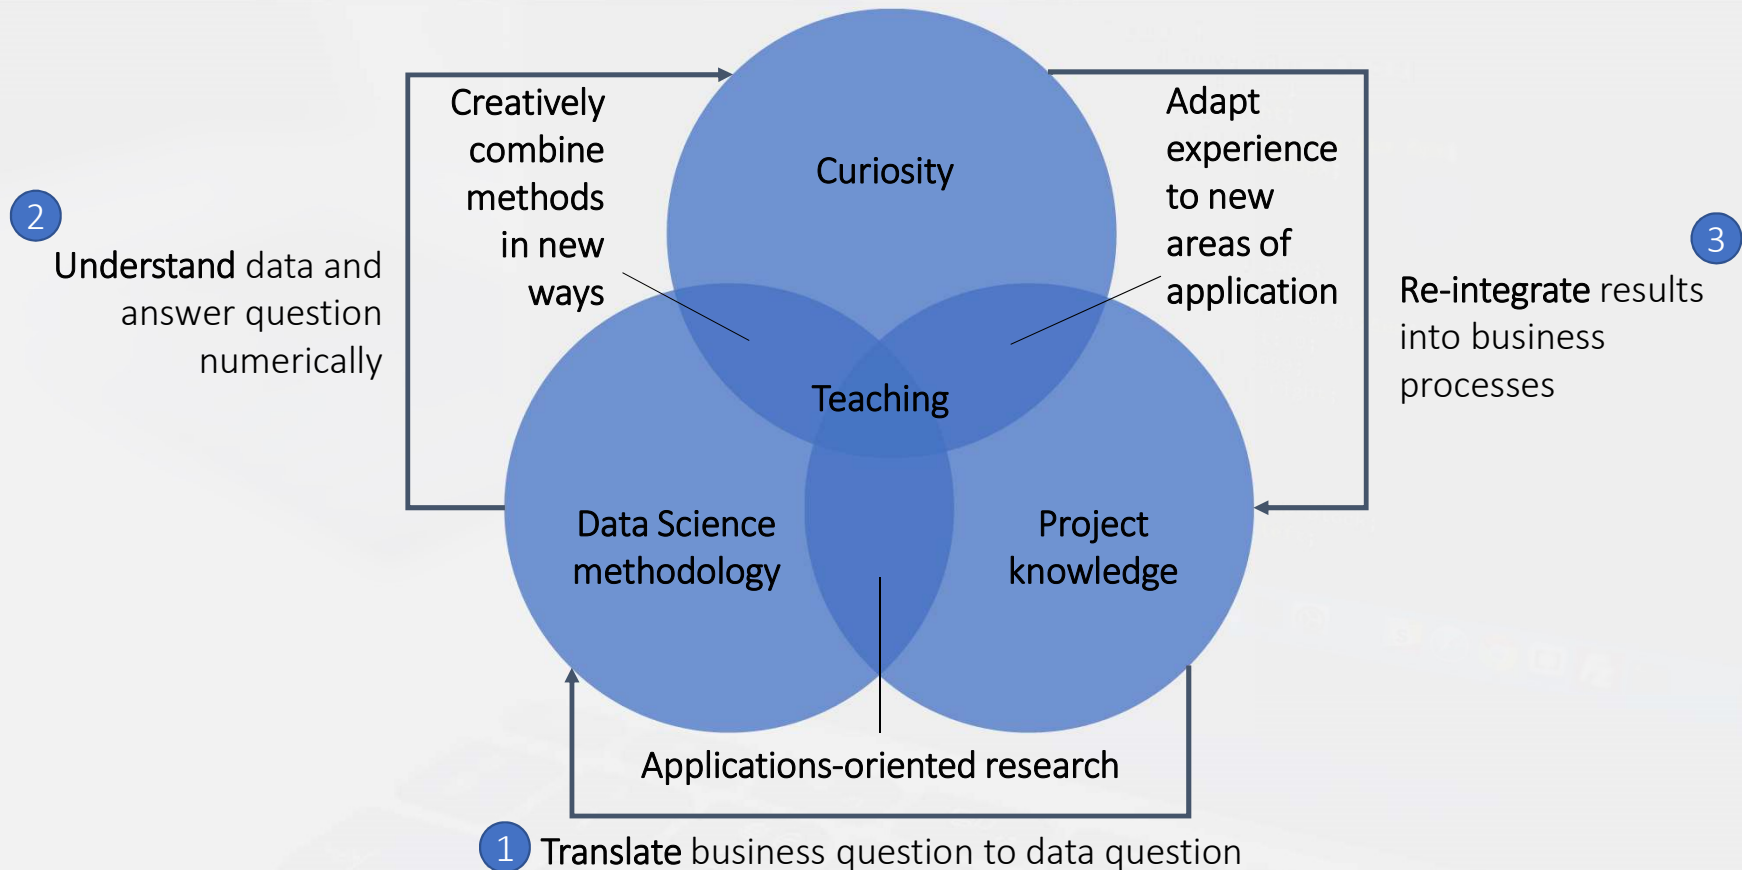 Creatively
combine
methods
in new
ways
Curiosity
Adapt
experience
to new
areas of
application
2
Understand data and
answer question
numerically
3
Re-integrate results
into business
processes
Teaching
Data Science
methodology
Project
knowledge
Applications-oriented research
1 Translate business question to data question